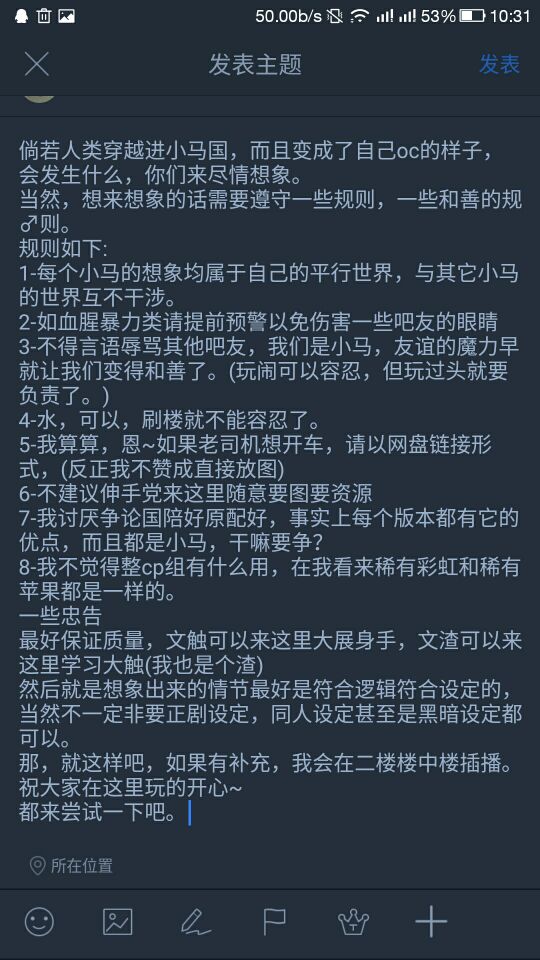 50.00b/s 53% 10:31
发表主题
发表
倘若人类穿越进小马国，而且变成了自己oc的样子，
会发生什么，你们来尽情想象。
当然，想来想象的话需要遵守一些规则，一些和善的规
♂则。
规则如下:
1-每个小马的想象均属于自己的平行世界，与其它小马
的世界互不干涉。
2-如血腥暴力类请提前预警以免伤害一些吧友的眼睛
3-不得言语辱骂其他吧友，我们是小马，友谊的魔力早
就让我们变得和善了。(玩闹可以容忍，但玩过头就要
负责了。)
4-水，可以，刷楼就不能容忍了。
5-我算算，恩~如果老司机想开车，请以网盘链接形
式，(反正我不赞成直接放图)
6-不建议伸手党来这里随意要图要资源
7-我讨厌争论国陪好原配好，事实上每个版本都有它的
优点，而且都是小马，干嘛要争？
8-我不觉得整cp组有什么用，在我看来稀有彩虹和稀有
苹果都是一样的。
一些忠告
最好保证质量，文触可以来这里大展身手，文渣可以来
这里学习大触(我也是个渣)
然后就是想象出来的情节最好是符合逻辑符合设定的，
当然不一定非要正剧设定，同人设定甚至是黑暗设定都
可以。
那，就这样吧，如果有补充，我会在二楼楼中楼插播。
祝大家在这里玩的开心~
都来尝试一下吧。
所在位置